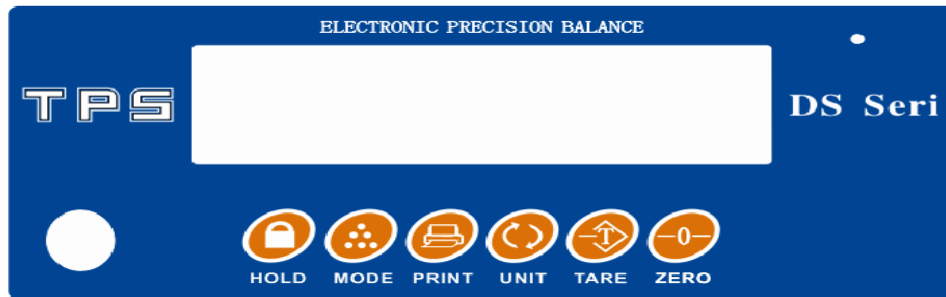 ELECTRONIC PRECISION BALANCE
TPS
DS Seri
HOLD MODE PRINT UNIT TARE ZERO